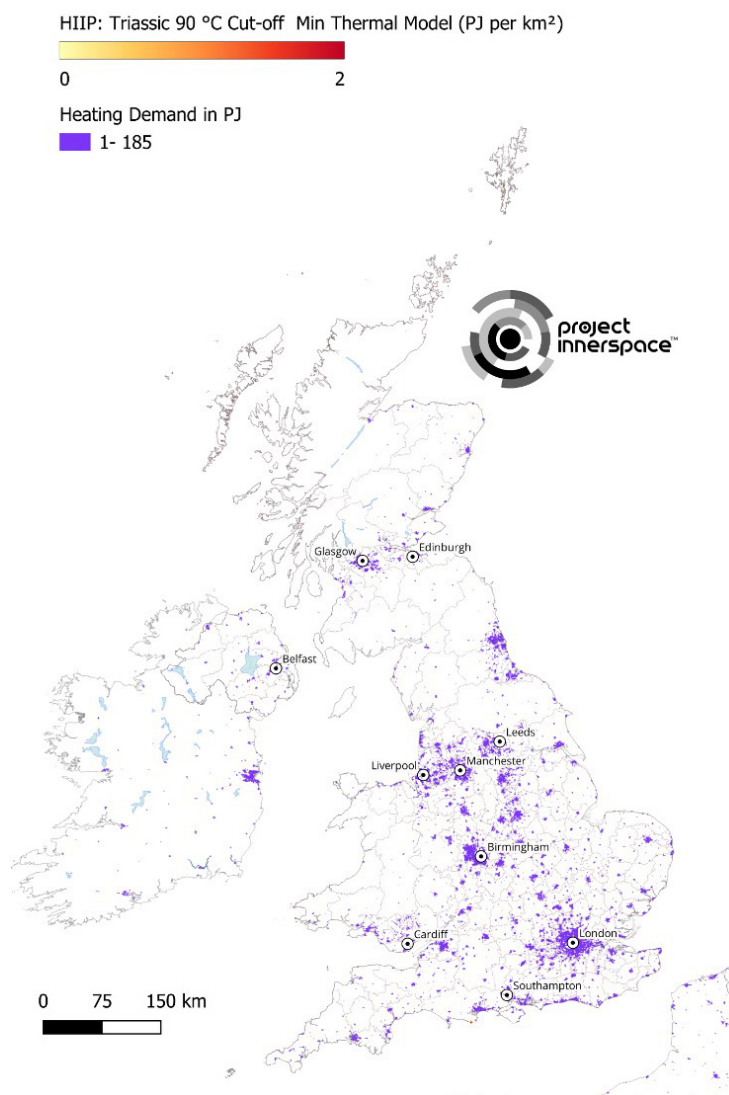 HIIP: Triassic 90 °C Cut-off  Min Thermal Model (PJ per km²)
0 2
Heating Demand in PJ
1- 185
project
innerspace™
Glasgow
Edinburgh
Belfast
Leeds
Liverpool
Manchester
Birmingham
Cardiff
London
Southampton
0 75 150 km